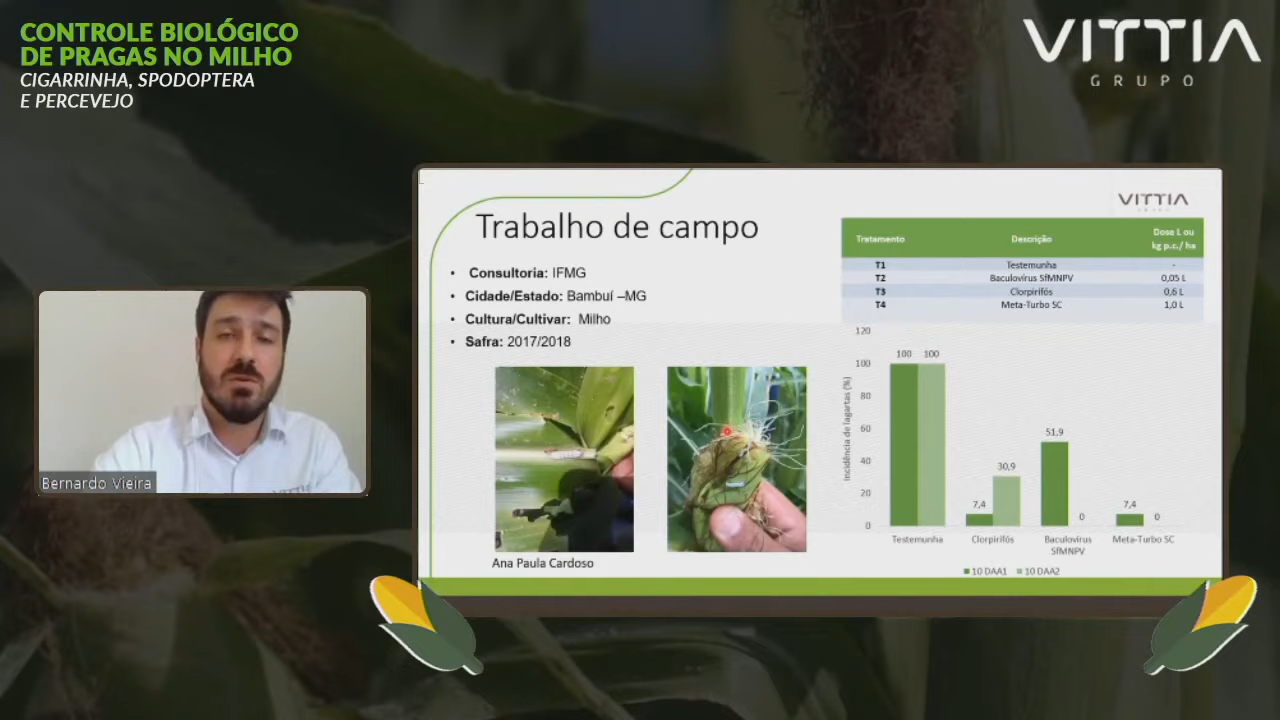 CONTROLE BIOLÓGICO
DE PRAGAS NO MILHO
CIGARRINHA, SPODOPTERA
E PERCEVEJO
VITTIA
GRUPO
Bernardo Vieira
VITTIA
Trabalho de campo
• Consultoria: IFMG
• Cidade/Estado: Bambuí –MG
• Cultura/Cultivar: Milho
• Safra: 2017/2018
Ana Paula Cardoso
Tratamento Descrição Dose L ou
kg p.c./ ha
T1 Testemunha -
T2 Baculovírus SfMNPV 0,05 L
T3 Clorpirifós 0,6 L
T4 Meta-Turbo SC 1,0 L
Incidência de lagartas (%)
120
100
80
60
40
20
0
100 100
7,4 30,9
51,9 0
7,4 0
Testemunha Clorpirifós Baculovírus
SfMNPV Meta-Turbo SC
10 DAA1 10 DAA2